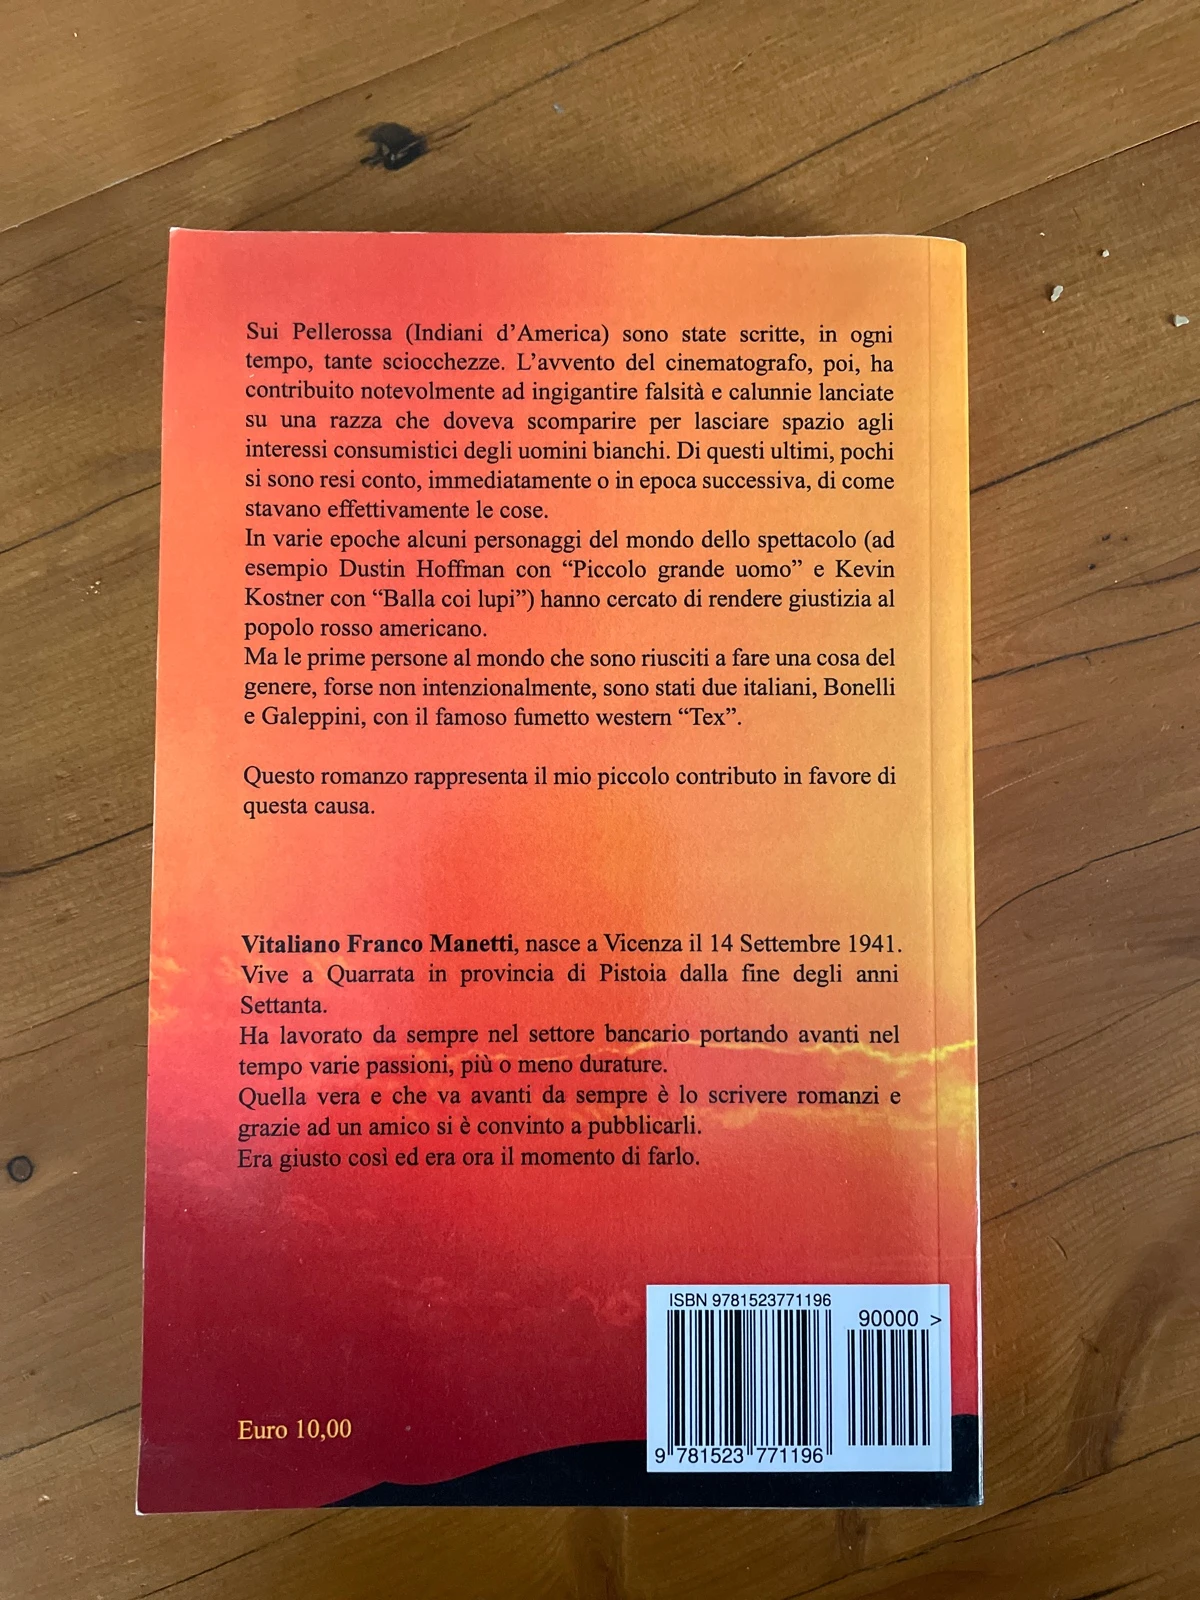 Sui Pellerossa (Indiani d'America) sono state scritte, in ogni
tempo, tante sciocchezze. L'avvento del cinematografo, poi, ha
contribuito notevolmente ad ingigantire falsità e calunnie lanciate
su una razza che doveva scomparire per lasciare spazio agli
interessi consumistici degli uomini bianchi. Di questi ultimi, pochi
si sono resi conto, immediatamente o in epoca successiva, di come
stavano effettivamente le cose.
In varie epoche alcuni personaggi del mondo dello spettacolo (ad
esempio Dustin Hoffman con “Piccolo grande uomo” e Kevin
Kostner con “Balla coi lupi”) hanno cercato di rendere giustizia al
popolo rosso americano.
Ma le prime persone al mondo che sono riusciti a fare una cosa del
genere, forse non intenzionalmente, sono stati due italiani, Bonelli
e Galeppini, con il famoso fumetto western “Tex”.
Questo romanzo rappresenta il mio piccolo contributo in favore di
questa causa.
Vitaliano Franco Manetti, nasce a Vicenza il 14 Settembre 1941.
Vive a Quarrata in provincia di Pistoia dalla fine degli anni
Settanta.
Ha lavorato da sempre nel settore bancario portando avanti nel
tempo varie passioni, più o meno durature.
Quella vera e che va avanti da sempre è lo scrivere romanzi e
grazie ad un amico si è convinto a pubblicarli.
Era giusto così ed era ora il momento di farlo.
ISBN 9781523771196
90000 >
9 781523 771196
Euro 10,00